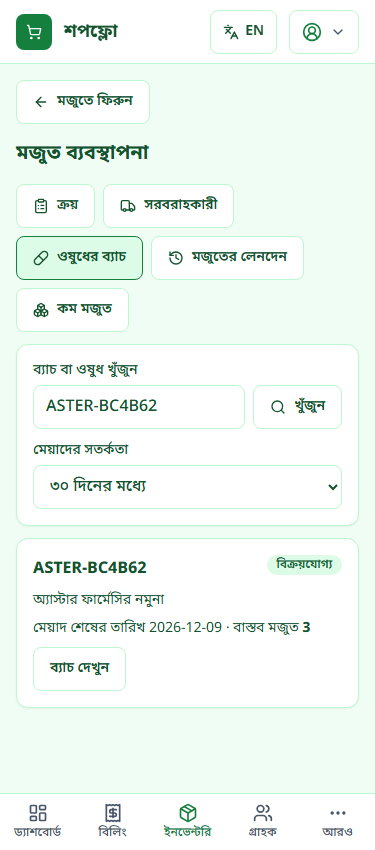 শপফ্লো
EN
মজুতে ফিরুন
মজুত ব্যবস্থাপনা
ক্রয়
সরবরাহকারী
ওষুধের ব্যাচ
মজুতের লেনদেন
কম মজুত
ব্যাচ বা ওষুধ খুঁজুন
ASTER-BC4B62
খুঁজুন
মেয়াদের সতর্কতা
৩০ দিনের মধ্যে
ASTER-BC4B62
বিক্রয়যোগ্য
অ্যাস্টার ফার্মেসির নমুনা
মেয়াদ শেষের তারিখ 2026-12-09 · বাস্তব মজুত 3
ব্যাচ দেখুন
ড্যাশবোর্ড
বিলিং
ইনভেন্টরি
গ্রাহক
আরও